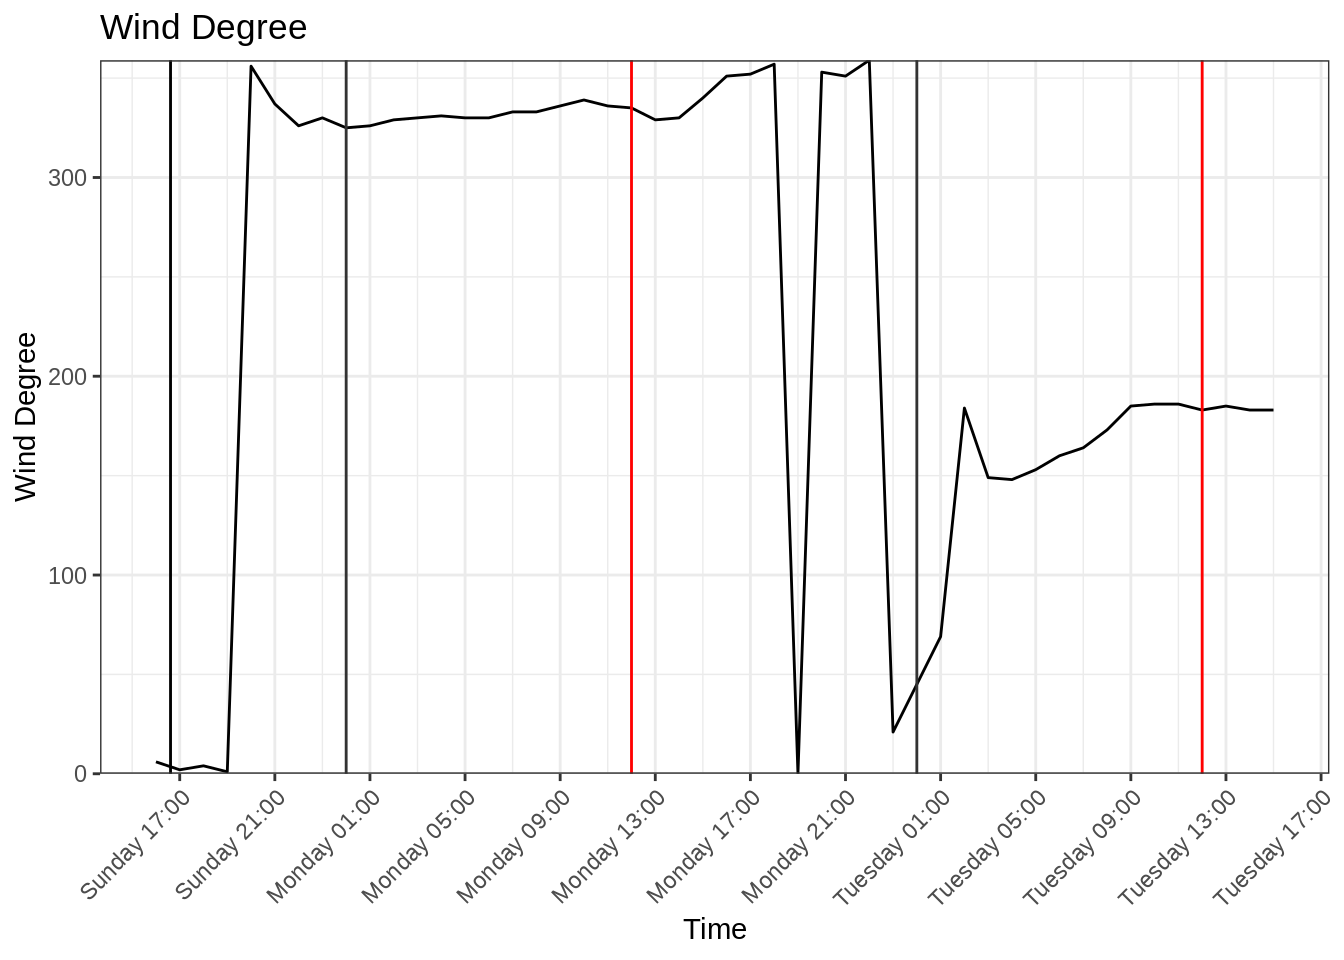 Wind Degree
Wind Degree
300
200
100
0
Sunday 17:00
Sunday 21:00
Monday 01:00
Monday 05:00
Monday 09:00
Monday 13:00
Monday 17:00
Monday 21:00
Tuesday 01:00
Tuesday 05:00
Tuesday 09:00
Tuesday 13:00
Tuesday 17:00
Time